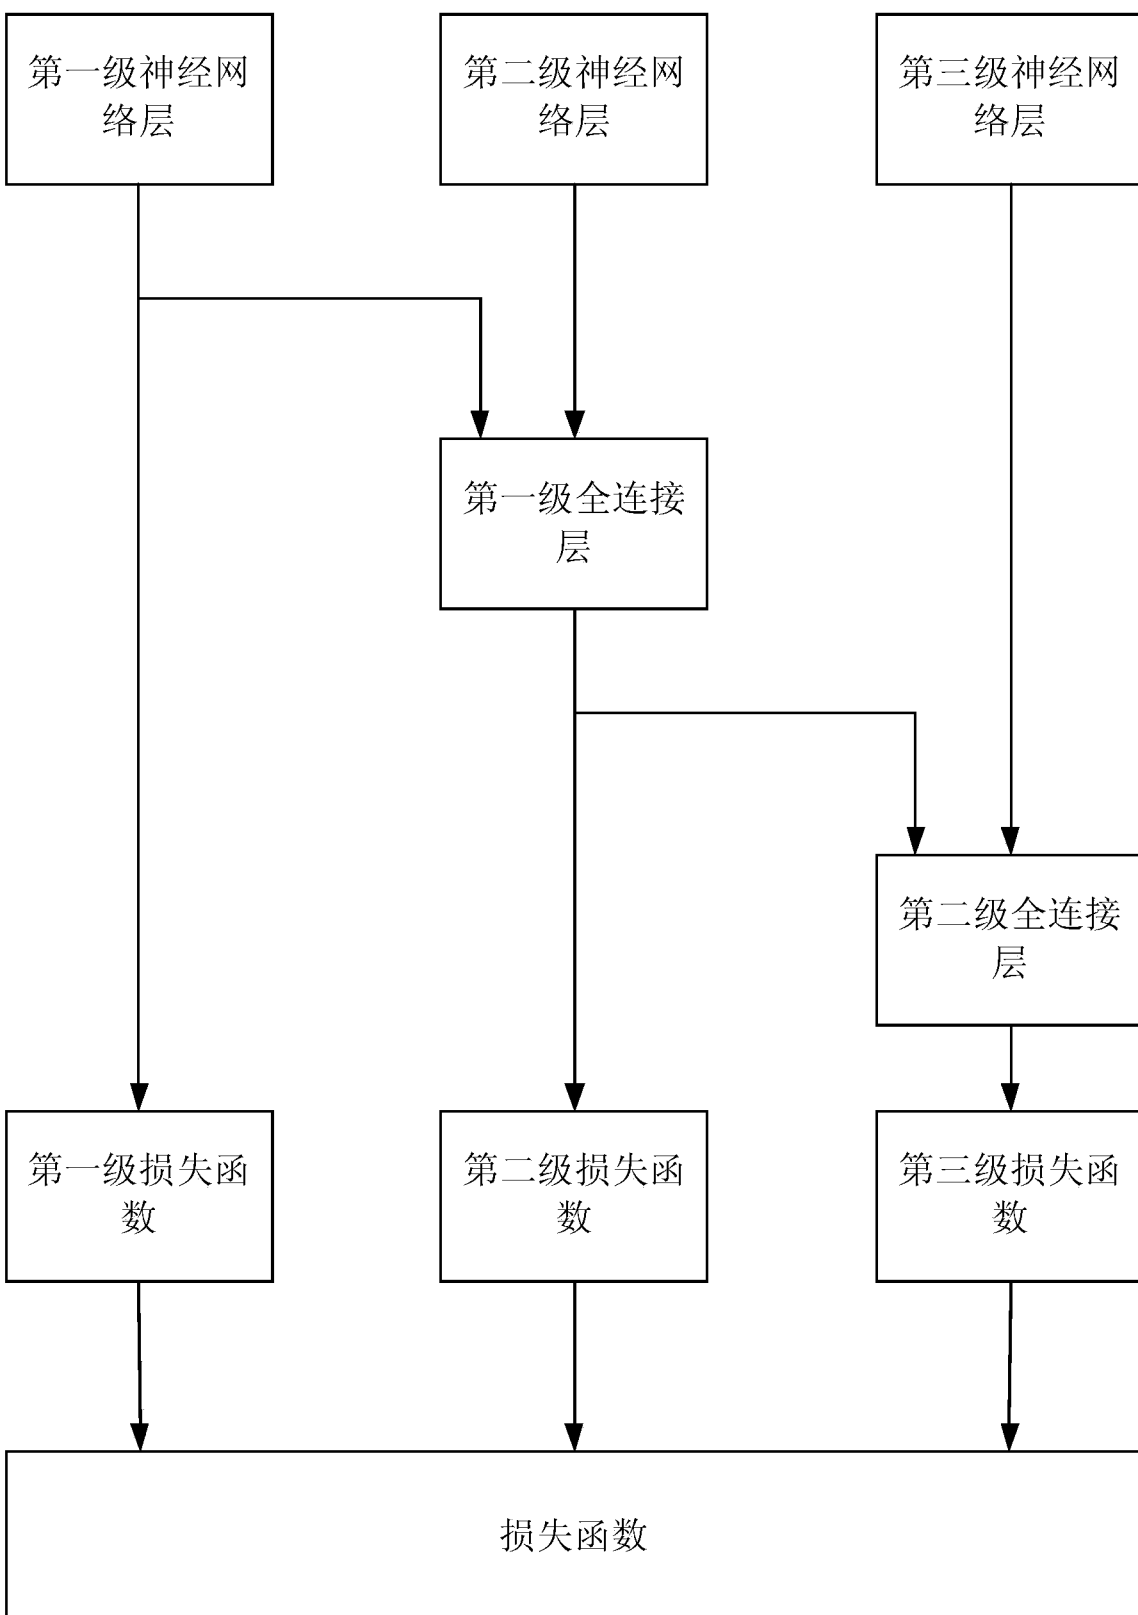 第一级神经网
络层
第二级神经网
络层
第三级神经网
络层
第一级全连接
层
第二级全连接
层
第一级损失函
数
第二级损失函
数
第三级损失函
数
损失函数